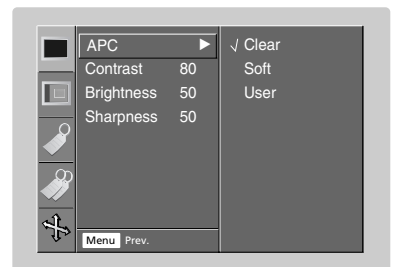 APC ▶
Contrast 80
Brightness 50
Sharpness 50
√ Clear
Soft
User
Menu Prev.